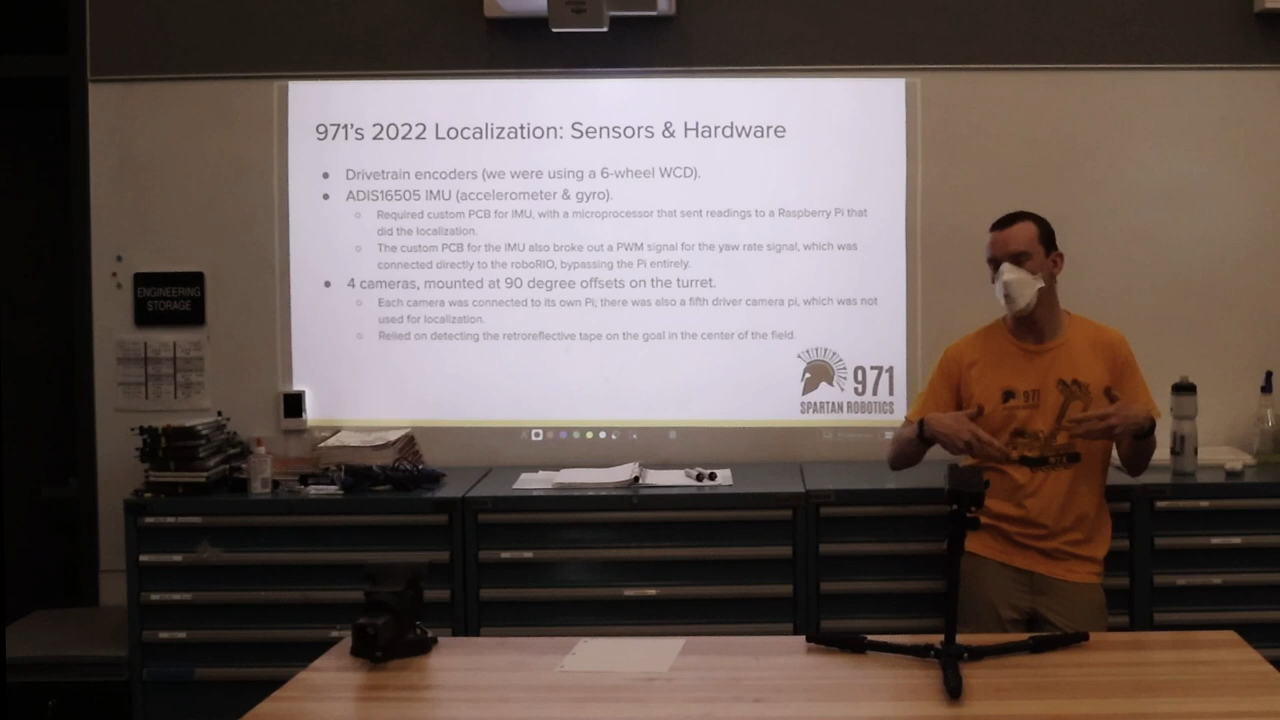 971's 2022 Localization: Sensors & Hardware
● Drivetrain encoders (we were using a 6-wheel WCD).
● ADIS16505 IMU (accelerometer & gyro).
○ Required custom PCB for IMU, with a microprocessor that sent readings to a Raspberry Pi that
did the localization.
○ The custom PCB for the IMU also broke out a PWM signal for the yaw rate signal, which was
connected directly to the roboRIO, bypassing the Pi entirely.
● 4 cameras, mounted at 90 degree offsets on the turret.
○ Each camera was connected to its own Pi; there was also a fifth driver camera pi, which was not
used for localization.
○ Relied on detecting the retroreflective tape on the goal in the center of the field.
971
SPARTAN ROBOTICS
ENGINEERING
STORAGE
971